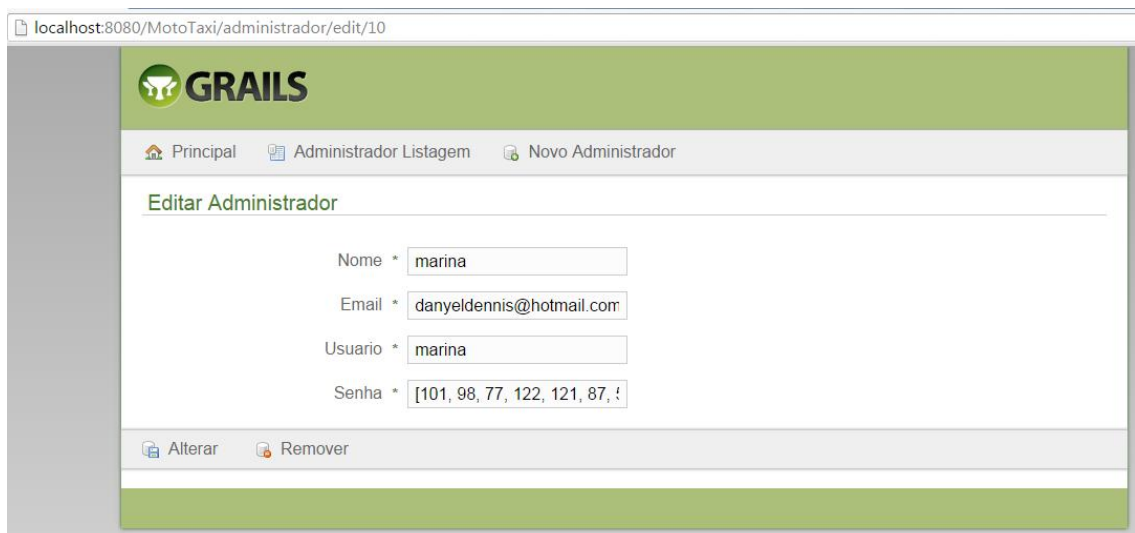 localhost:8080/MotoTaxi/administrador/edit/10
GRAILS
Principal Administrador Listagem Novo Administrador
Editar Administrador
Nome * marina
Email * danyeldennis@hotmail.com
Usuario * marina
Senha * [101, 98, 77, 122, 121, 87,
Alterar Remover